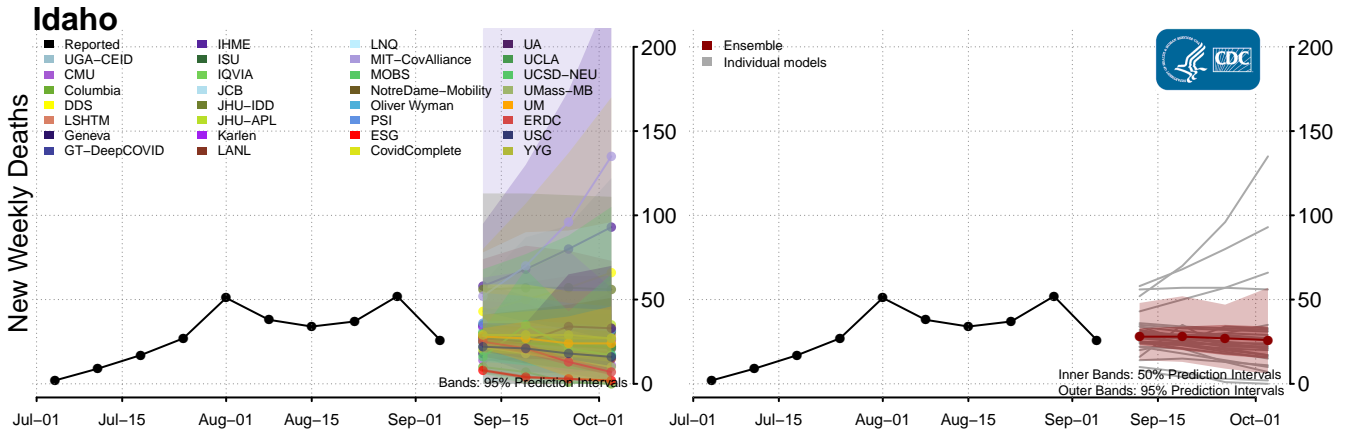 Idaho
New Weekly Deaths
Reported
UGA−CEID
CMU
Columbia
DDS
LSHTM
Geneva
GT−DeepCOVID
IHME
ISU
IQVIA
JCB
JHU−IDD
JHU−APL
Karlen
LANL
LNQ
MIT−CovAlliance
MOBS
NotreDame−Mobility
Oliver Wyman
PSI
ESG
CovidComplete
UA
UCLA
UCSD−NEU
UMass−MB
UM
ERDC
USC
YYG
200
150
100
50
0
Bands: 95% Prediction Intervals
Jul−01 Jul−15 Aug−01 Aug−15 Sep−01 Sep−15 Oct−01
Ensemble
Individual models
CDC
200
150
100
50
0
Inner Bands: 50% Prediction Intervals
Outer Bands: 95% Prediction Intervals
Jul−01 Jul−15 Aug−01 Aug−15 Sep−01 Sep−15 Oct−01